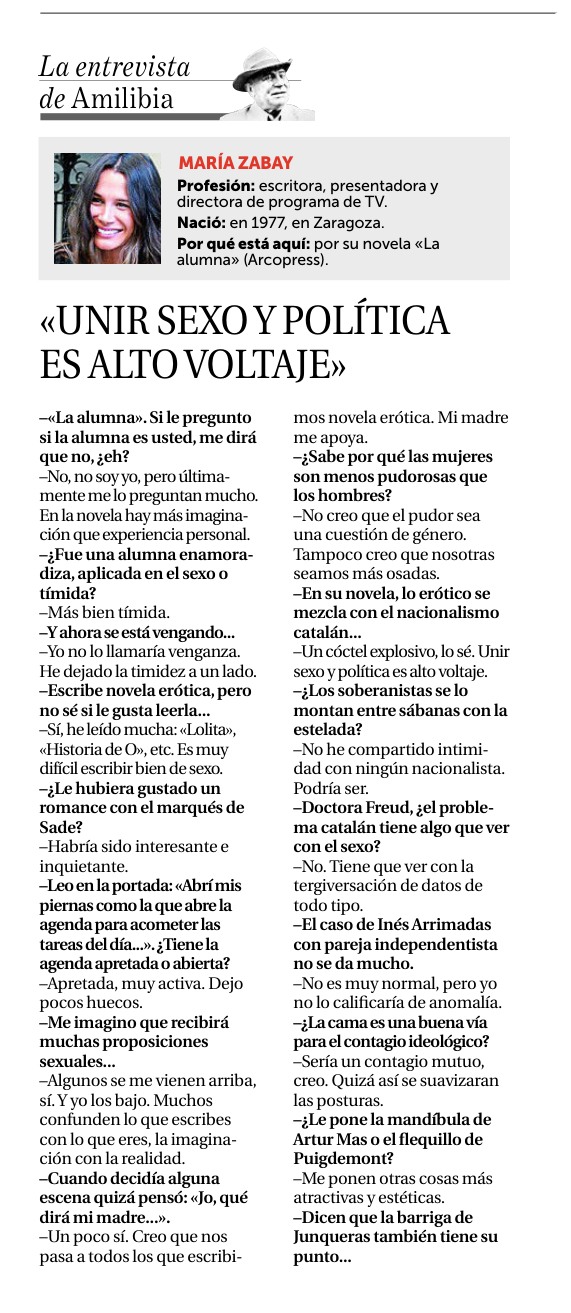 La entrevista
de Amilibia
MARÍA ZABAY
Profesión: escritora, presentadora y
directora de programa de TV.
Nació: en 1977, en Zaragoza.
Por qué está aquí: por su novela «La
alumna» (Arcopress).
«UNIR SEXO Y POLÍTICA
ES ALTO VOLTAJE»
–«La alumna». Si le pregunto
si la alumna es usted, me dirá
que no, ¿eh?
–No, no soy yo, pero última-
mente me lo preguntan mucho.
En la novela hay más imagina-
ción que experiencia personal.
–¿Fue una alumna enamora-
diza, aplicada en el sexo o
tímida?
–Más bien tímida.
–Y ahora se está vengando...
–Yo no lo llamaría venganza.
He dejado la timidez a un lado.
–Escribe novela erótica, pero
no sé si le gusta leerla...
–Sí, he leído mucha: «Lolita»,
«Historia de O», etc. Es muy
difícil escribir bien de sexo.
–¿Le hubiera gustado un
romance con el marqués de
Sade?
–Habría sido interesante e
inquietante.
–Leo en la portada: «Abrí mis
piernas como la que abre la
agenda para acometer las
tareas del día...». ¿Tiene la
agenda apretada o abierta?
–Apretada, muy activa. Dejo
pocos huecos.
–Me imagino que recibirá
muchas proposiciones
sexuales...
–Algunos se me vienen arriba,
sí. Y yo los bajo. Muchos
confunden lo que escribes
con lo que eres, la imagina-
ción con la realidad.
–Cuando decidía alguna
escena quizá pensó: «Jo, qué
dirá mi madre...».
–Un poco sí. Creo que nos
pasa a todos los que escribi-
mos novela erótica. Mi madre
me apoya.
–¿Sabe por qué las mujeres
son menos pudorosas que
los hombres?
–No creo que el pudor sea
una cuestión de género.
Tampoco creo que nosotras
seamos más osadas.
–En su novela, lo erótico se
mezcla con el nacionalismo
catalán...
–Un cóctel explosivo, lo sé. Unir
sexo y política es alto voltaje.
–¿Los soberanistas se lo
montan entre sábanas con la
estelada?
–No he compartido intimi-
dad con ningún nacionalista.
Podría ser.
–Doctora Freud, ¿el proble-
ma catalán tiene algo que ver
con el sexo?
–No. Tiene que ver con la
tergiversación de datos de
todo tipo.
–El caso de Inés Arrimadas
con pareja independentista
no se da mucho.
–No es muy normal, pero yo
no lo calificaría de anomalía.
–¿La cama es una buena vía
para el contagio ideológico?
–Sería un contagio mutuo,
creo. Quizá así se suavizaran
las posturas.
–¿Le pone la mandíbula de
Artur Mas o el flequillo de
Puigdemont?
–Me ponen otras cosas más
atractivas y estéticas.
–Dicen que la barriga de
Junqueras también tiene su
punto...